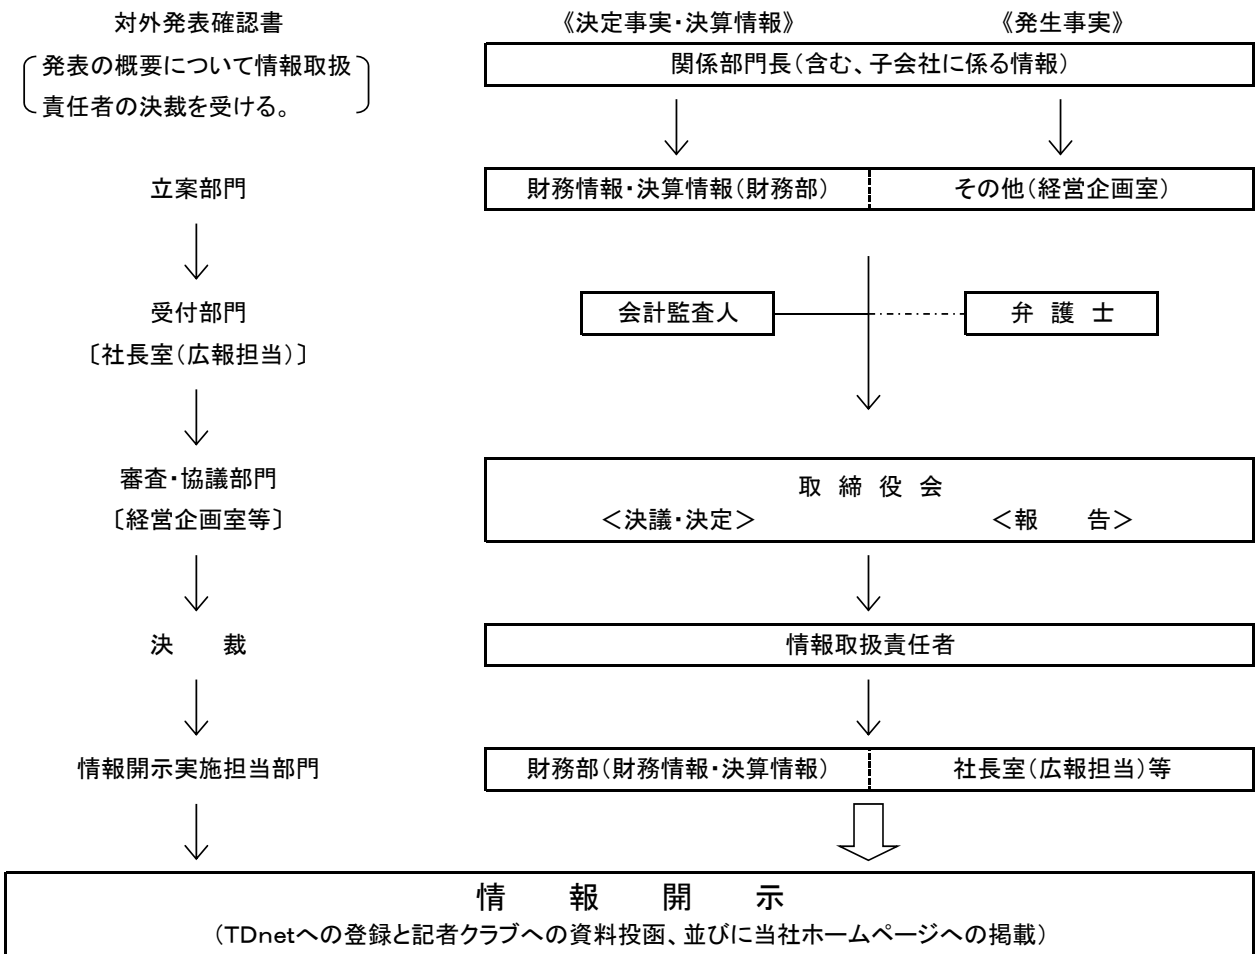 対外発表確認書
発表の概要について情報取扱
責任者の決裁を受ける。
立案部門
受付部門
〔社長室(広報担当)〕
審査・協議部門
〔経営企画室等〕
決　裁
情報開示実施担当部門
《決定事実・決算情報》 《発生事実》
関係部門長(含む、子会社に係る情報)
財務情報・決算情報(財務部) その他(経営企画室)
会計監査人 弁 護 士
取 締 役 会
＜決議・決定＞ ＜報　告＞
情報取扱責任者
財務部(財務情報・決算情報) 社長室(広報担当)等
情　報　開　示
(TDnetへの登録と記者クラブへの資料投函、並びに当社ホームページへの掲載)